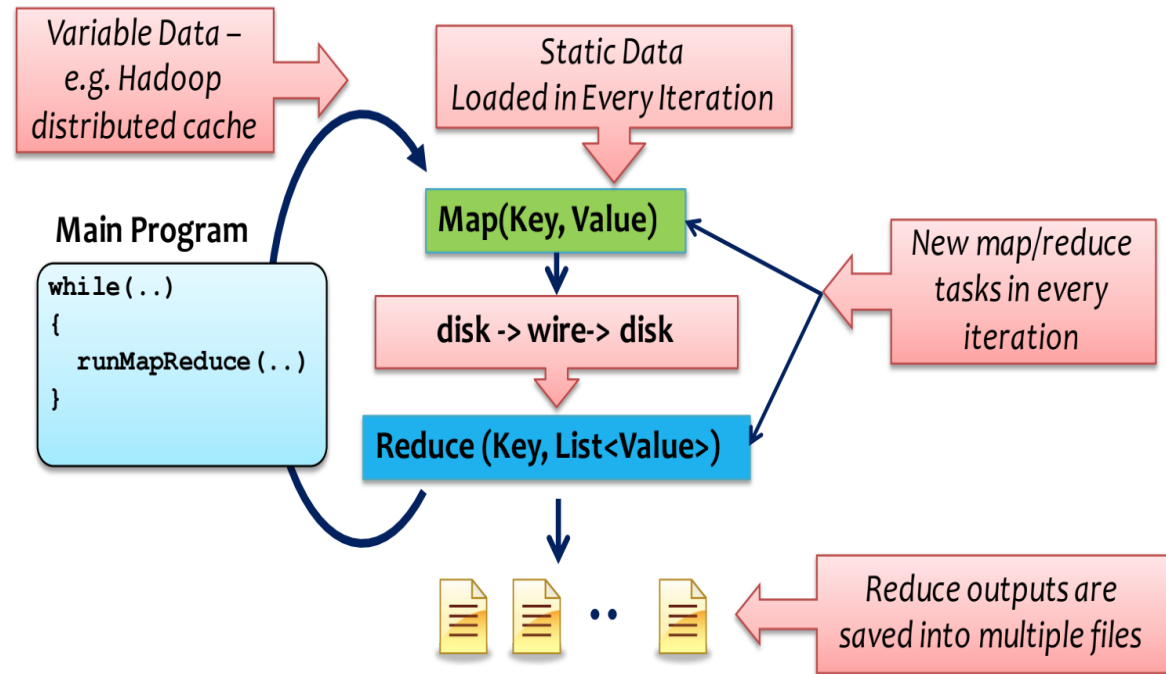 Variable Data –
e.g. Hadoop
distributed cache
Static Data
Loaded in Every Iteration
Main Program
while(..)
{
runMapReduce(..)
}
Map(Key, Value)
disk -> wire-> disk
Reduce (Key, List<Value>)
New map/reduce
tasks in every
iteration
..
Reduce outputs are
saved into multiple files